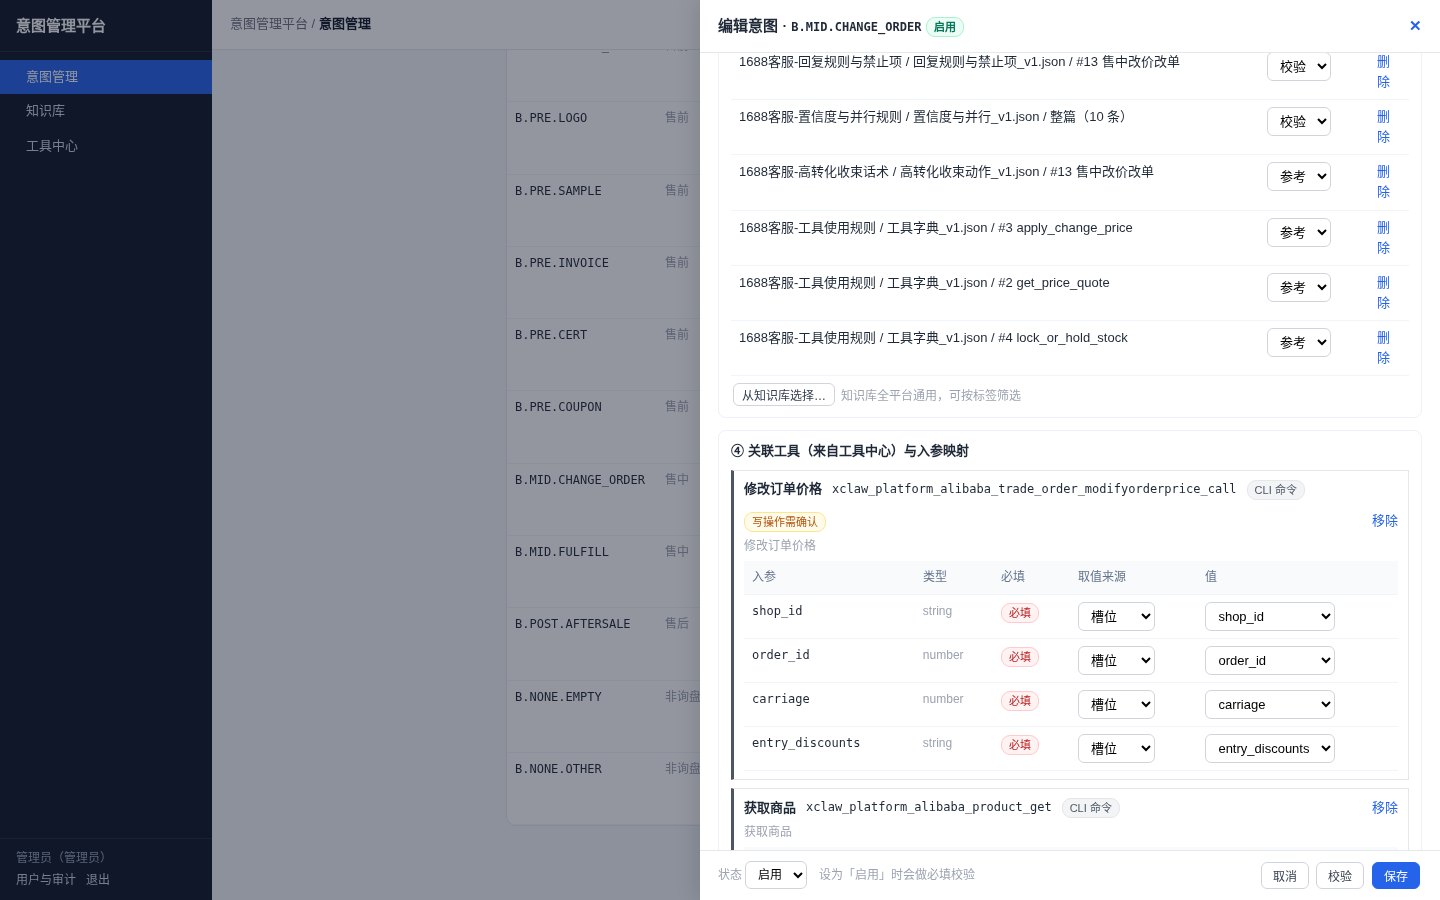 意图管理平台
意图管理
知识库
工具中心
管理员（管理员）
用户与审计 退出
意图管理平台 / 意图管理
B.PRE.LOGO 售前
B.PRE.SAMPLE 售前
B.PRE.INVOICE 售前
B.PRE.CERT 售前
B.PRE.COUPON 售前
B.MID.CHANGE_ORDER 售中
B.MID.FULFILL 售中
B.POST.AFTERSALE 售后
B.NONE.EMPTY 非询盘
B.NONE.OTHER 非询盘
编辑意图 · B.MID.CHANGE_ORDER 启用 ✕
1688客服-回复规则与禁止项 / 回复规则与禁止项_v1.json / #13 售中改价改单 校验 删除
1688客服-置信度与并行规则 / 置信度与并行_v1.json / 整篇（10 条） 校验 删除
1688客服-高转化收束话术 / 高转化收束动作_v1.json / #13 售中改价改单 参考 删除
1688客服-工具使用规则 / 工具字典_v1.json / #3 apply_change_price 参考 删除
1688客服-工具使用规则 / 工具字典_v1.json / #2 get_price_quote 参考 删除
1688客服-工具使用规则 / 工具字典_v1.json / #4 lock_or_hold_stock 参考 删除
从知识库选择… 知识库全平台通用，可按标签筛选
④ 关联工具（来自工具中心）与入参映射
修改订单价格 xclaw_platform_alibaba_trade_order_modifyorderprice_call CLI 命令
写操作需确认 移除
修改订单价格
入参 类型 必填 取值来源 值
shop_id string 必填 槽位 shop_id
order_id number 必填 槽位 order_id
carriage number 必填 槽位 carriage
entry_discounts string 必填 槽位 entry_discounts
获取商品 xclaw_platform_alibaba_product_get CLI 命令 移除
获取商品
状态 启用 设为「启用」时会做必填校验 取消 校验 保存